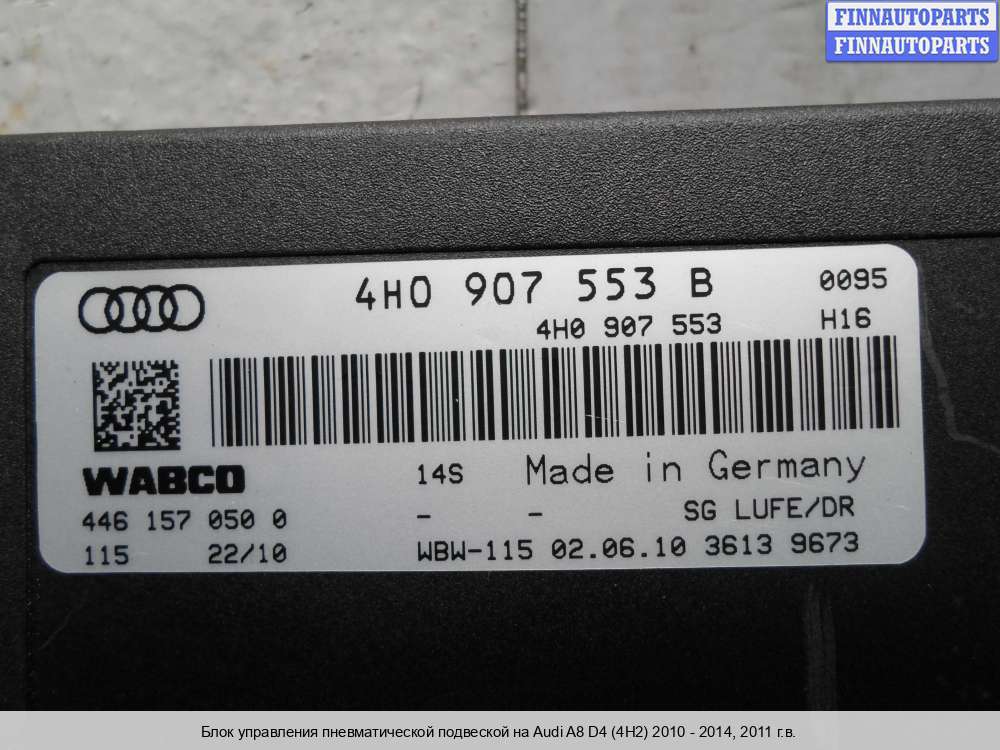 FINNAUTOPARTS
FINNAUTOPARTS
4H0 907 553 B 0095
4H0 907 553 H16
WABCO 14S Made in Germany
446 157 050 0 - - SG LUFE/DR
115 22/10 WBW-115 02.06.10 3613 9673
Блок управления пневматической подвеской на Audi A8 D4 (4H2) 2010 - 2014, 2011 г.в.